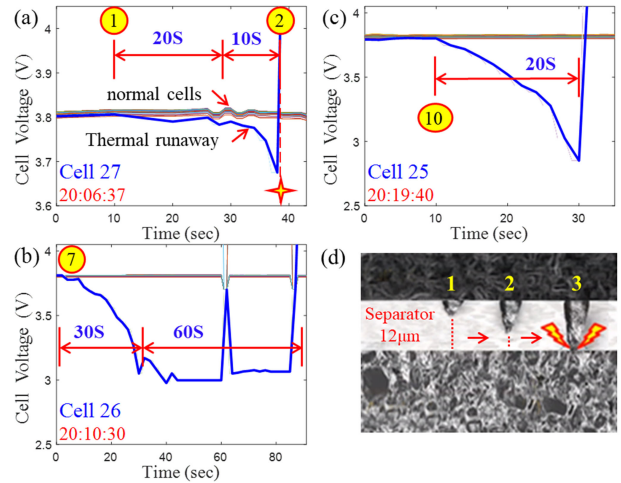 (a)
1
2
4
20S
10S
3.9
normal cells
3.8
Thermal runaway
3.7
Cell 27
20:06:37
3.6
0 10 20 30 40
Cell Voltage (V)
Time (sec)
(c)
4
20S
3.5
10
3
Cell 25
20:19:40
2.5
0 10 20 30
Cell Voltage (V)
Time (sec)
(b)
7
4
3.5
30S
60S
3
Cell 26
20:10:30
2.5
0 20 40 60 80
Cell Voltage (V)
Time (sec)
(d)
1 2 3
Separator
12μm